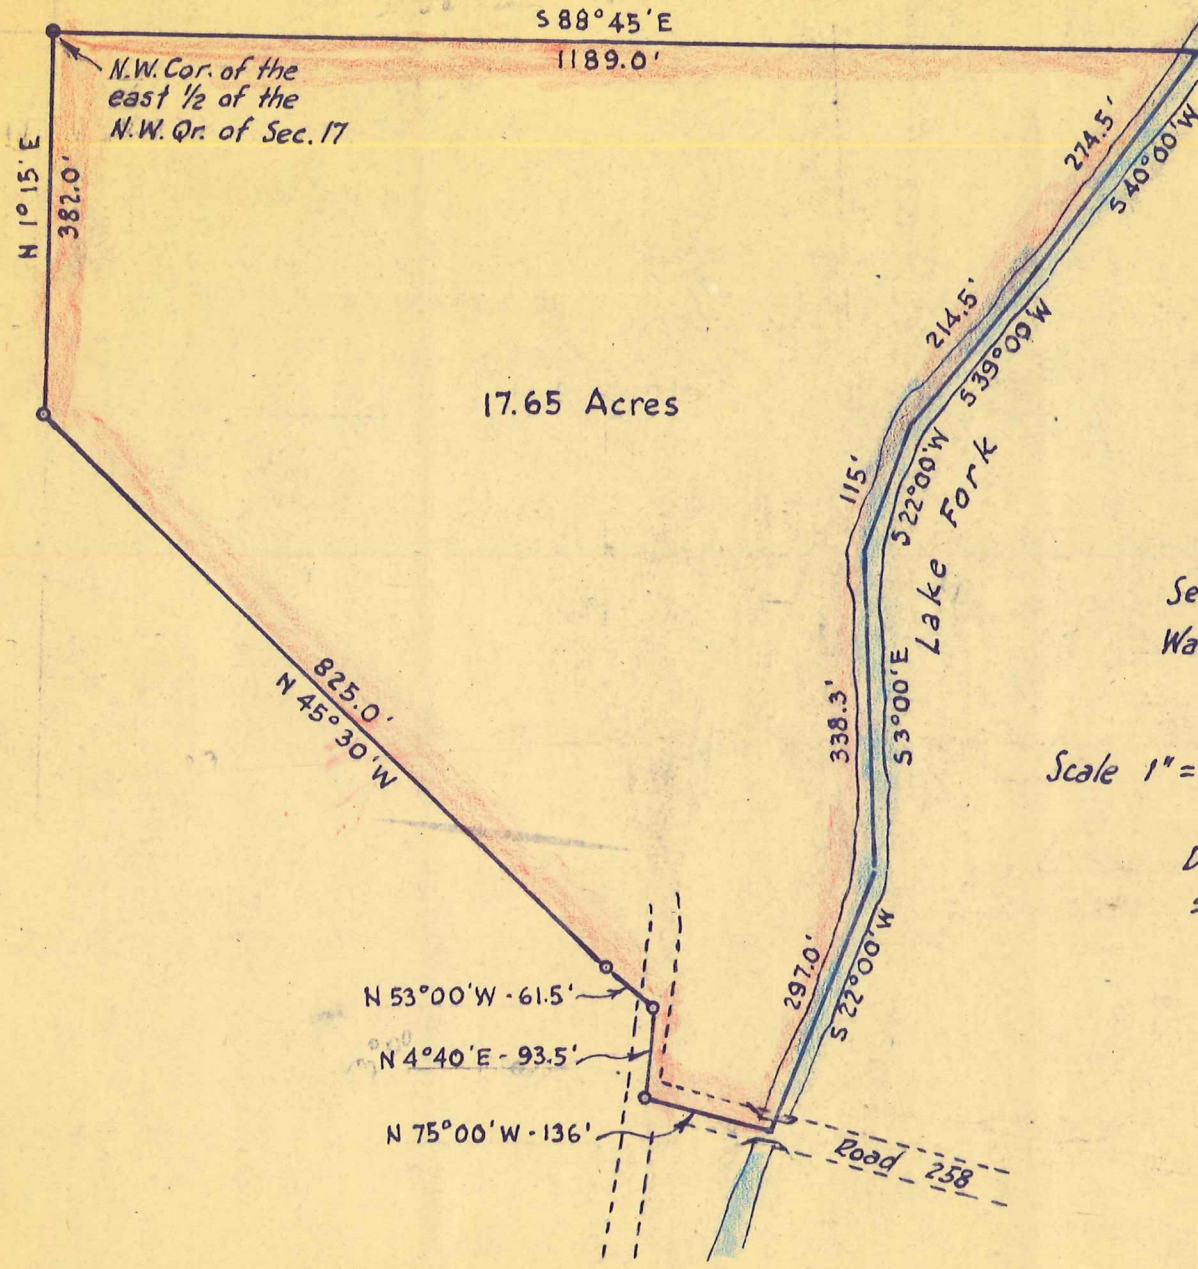 S 88°45'E
1189.0'
N.W. Cor. of the
east 1/2 of the
N.W. Qr. of Sec. 17
N 1° 15' E
382.0'
274.5'
S 40°00'W
214.5'
S 39°00'W
17.65 Acres
115'
S 22°00'W
Lake Fork
338.3'
S 3°00'E
Se
Wa
Scale 1" =
825.0'
N 45° 30' W
297.0'
S 22°00'W
N 53°00'W - 61.5'
N 4°40'E - 93.5'
N 75°00'W - 136'
Road 258